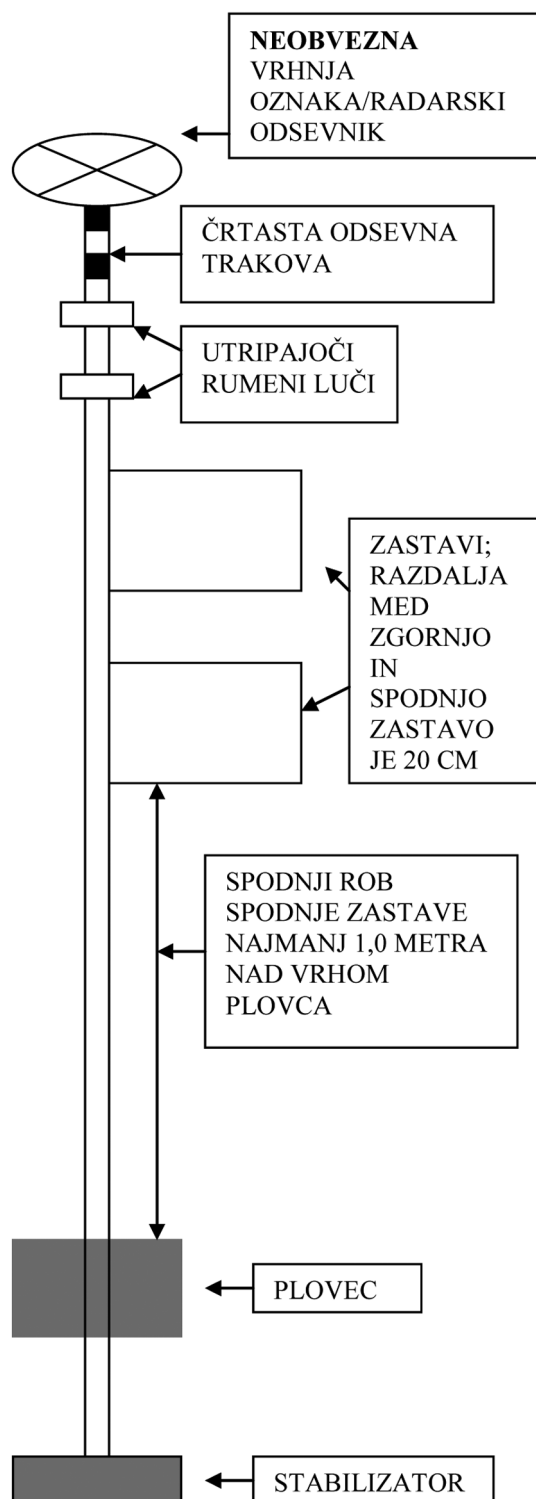 NEOBVEZNA
VRHNJA
OZNAKA/RADARSKI
ODSEVNIK
ČRTASTA ODSEVNA
TRAKOVA
UTRIPAJOČI
RUMENI LUČI
ZASTAVI;
RAZDALJA
MED
ZGORNJO
IN
SPODNJO
ZASTAVO
JE 20 CM
SPODNJI ROB
SPODNJE ZASTAVE
NAJMANJ 1,0 METRA
NAD VRHOM
PLOVCA
PLOVEC
STABILIZATOR